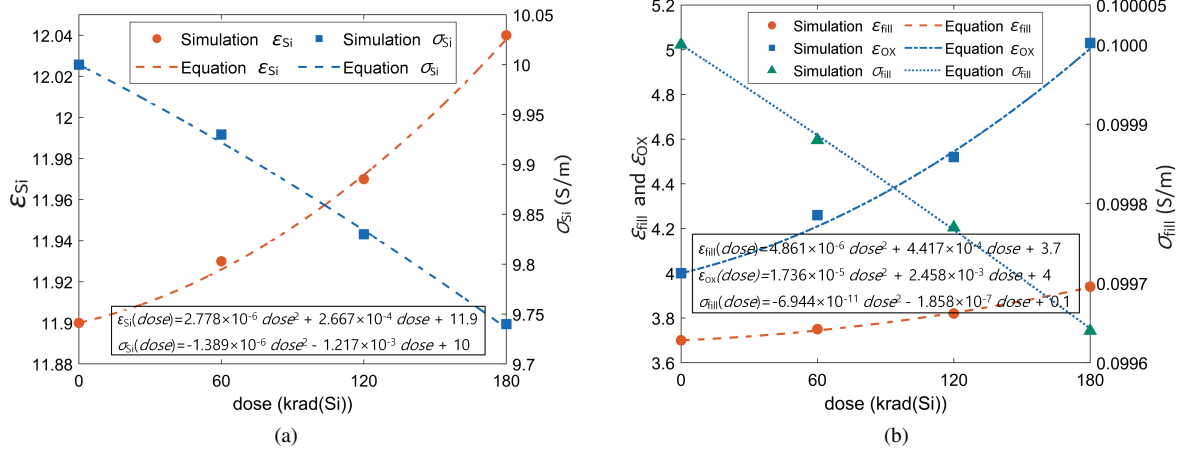 12.04
12.02
12
11.98
11.96
11.94
11.92
11.9
11.88
εSi
10.05
10
9.95
9.9
9.85
9.8
9.75
9.7
σSi (S/m)
Simulation εSi
Simulation σSi
Equation εSi
Equation σSi
εSi(dose)=2.778×10-6 dose2 + 2.667×10-4 dose + 11.9
σSi(dose)=-1.389×10-6 dose2 - 1.217×10-3 dose + 10
0 60 120 180
dose (krad(Si))
(a)
5.2
5
4.8
4.6
4.4
4.2
4
3.8
3.6
εfill and εOX
0.100005
0.1000
0.0999
0.0998
0.0997
0.0996
σfill (S/m)
Simulation εfill
Equation εfill
Simulation εOX
Equation εOX
Simulation σfill
Equation σfill
εfill(dose)=4.861×10-6 dose2 + 4.417×10-4 dose + 3.7
εox(dose)=1.736×10-5 dose2 + 2.458×10-3 dose + 4
σfill(dose)=-6.944×10-11 dose2 - 1.858×10-7 dose + 0.1
0 60 120 180
dose (krad(Si))
(b)